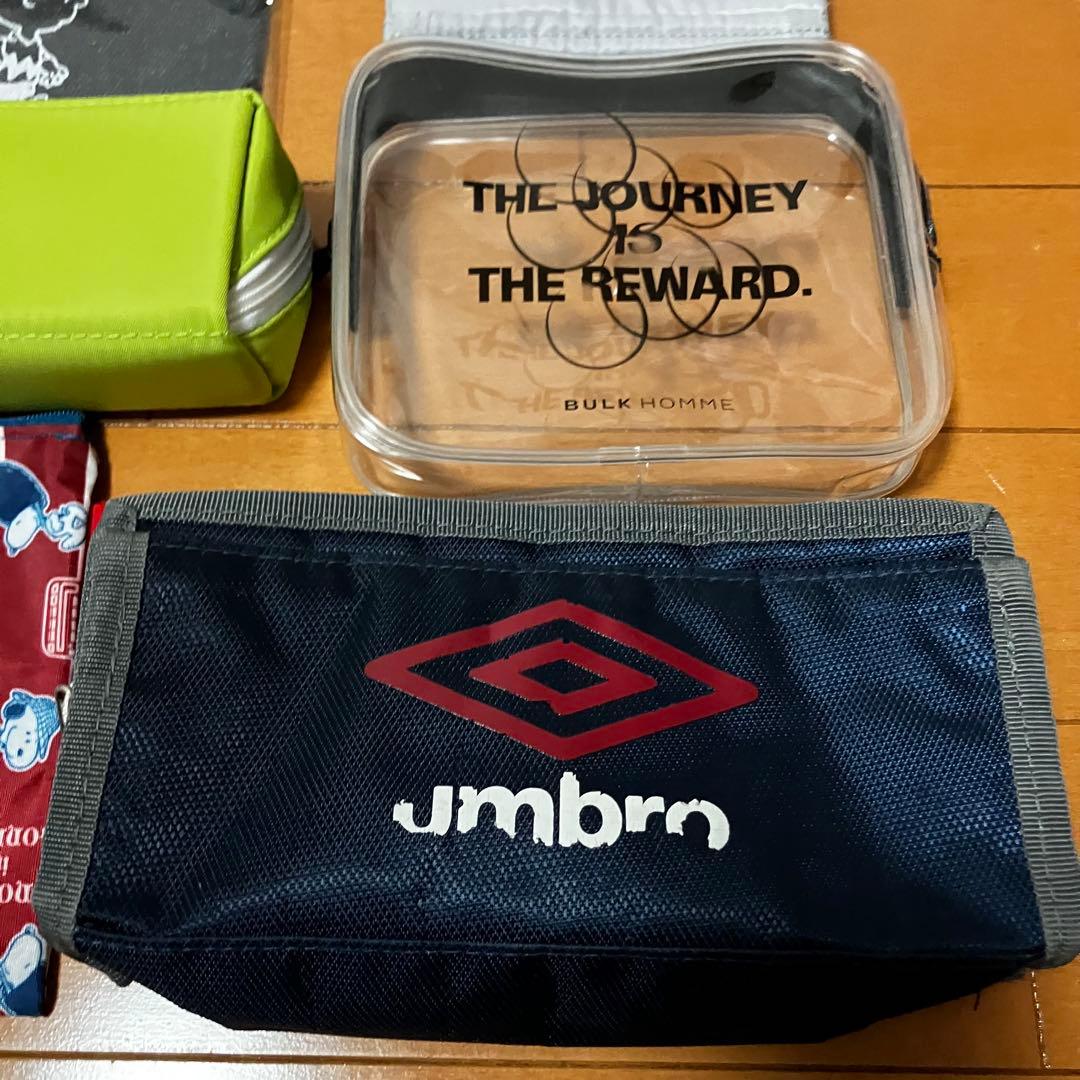 THE JOURNEY
IS
THE REWARD.
BULK HOMME
umbro